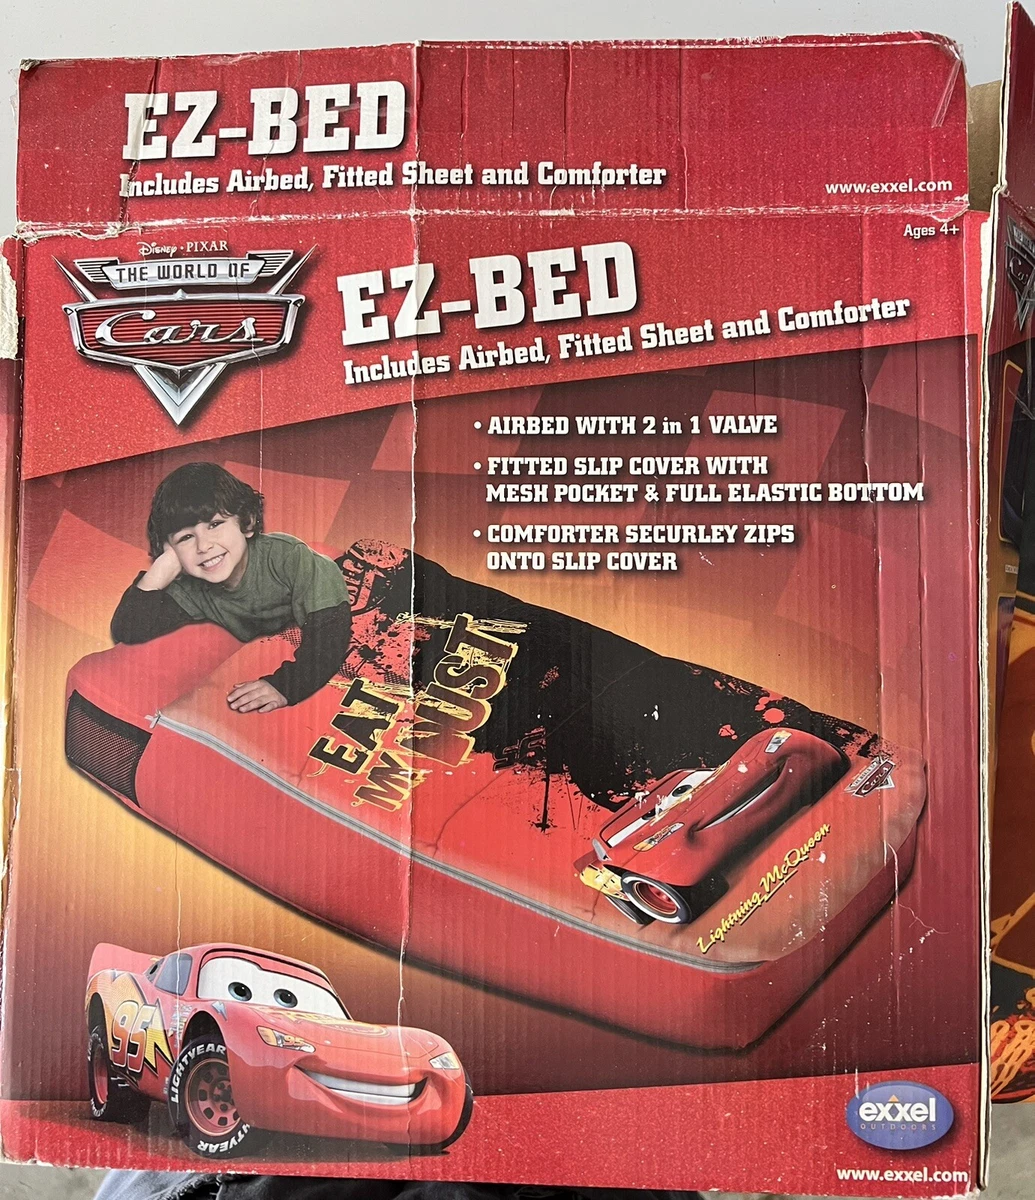 EZ-BED
Includes Airbed, Fitted Sheet and Comforter
www.exxel.com
Ages 4+
DISNEY · PIXAR
THE WORLD OF
Cars
EZ-BED
Includes Airbed, Fitted Sheet and Comforter
• AIRBED WITH 2 in 1 VALVE
• FITTED SLIP COVER WITH
MESH POCKET & FULL ELASTIC BOTTOM
• COMFORTER SECURLEY ZIPS
ONTO SLIP COVER
EAT
MY DUST
Cars
Lightning McQueen
95
LIGHTYEAR
exxel
OUTDOORS
www.exxel.com